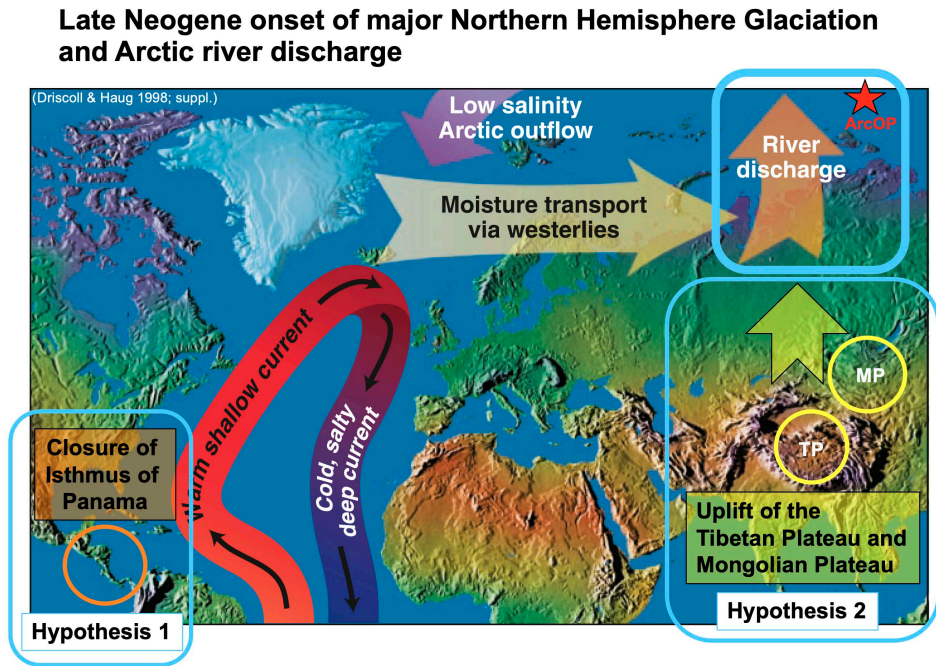 Late Neogene onset of major Northern Hemisphere Glaciation
and Arctic river discharge
(Driscoll & Haug 1998; suppl.)
Low salinity
Arctic outflow
ArcOP
River
discharge
Moisture transport
via westerlies
Warm shallow current
Cold, salty
deep current
MP
TP
Closure of
Isthmus of
Panama
Uplift of the
Tibetan Plateau and
Mongolian Plateau
Hypothesis 1
Hypothesis 2